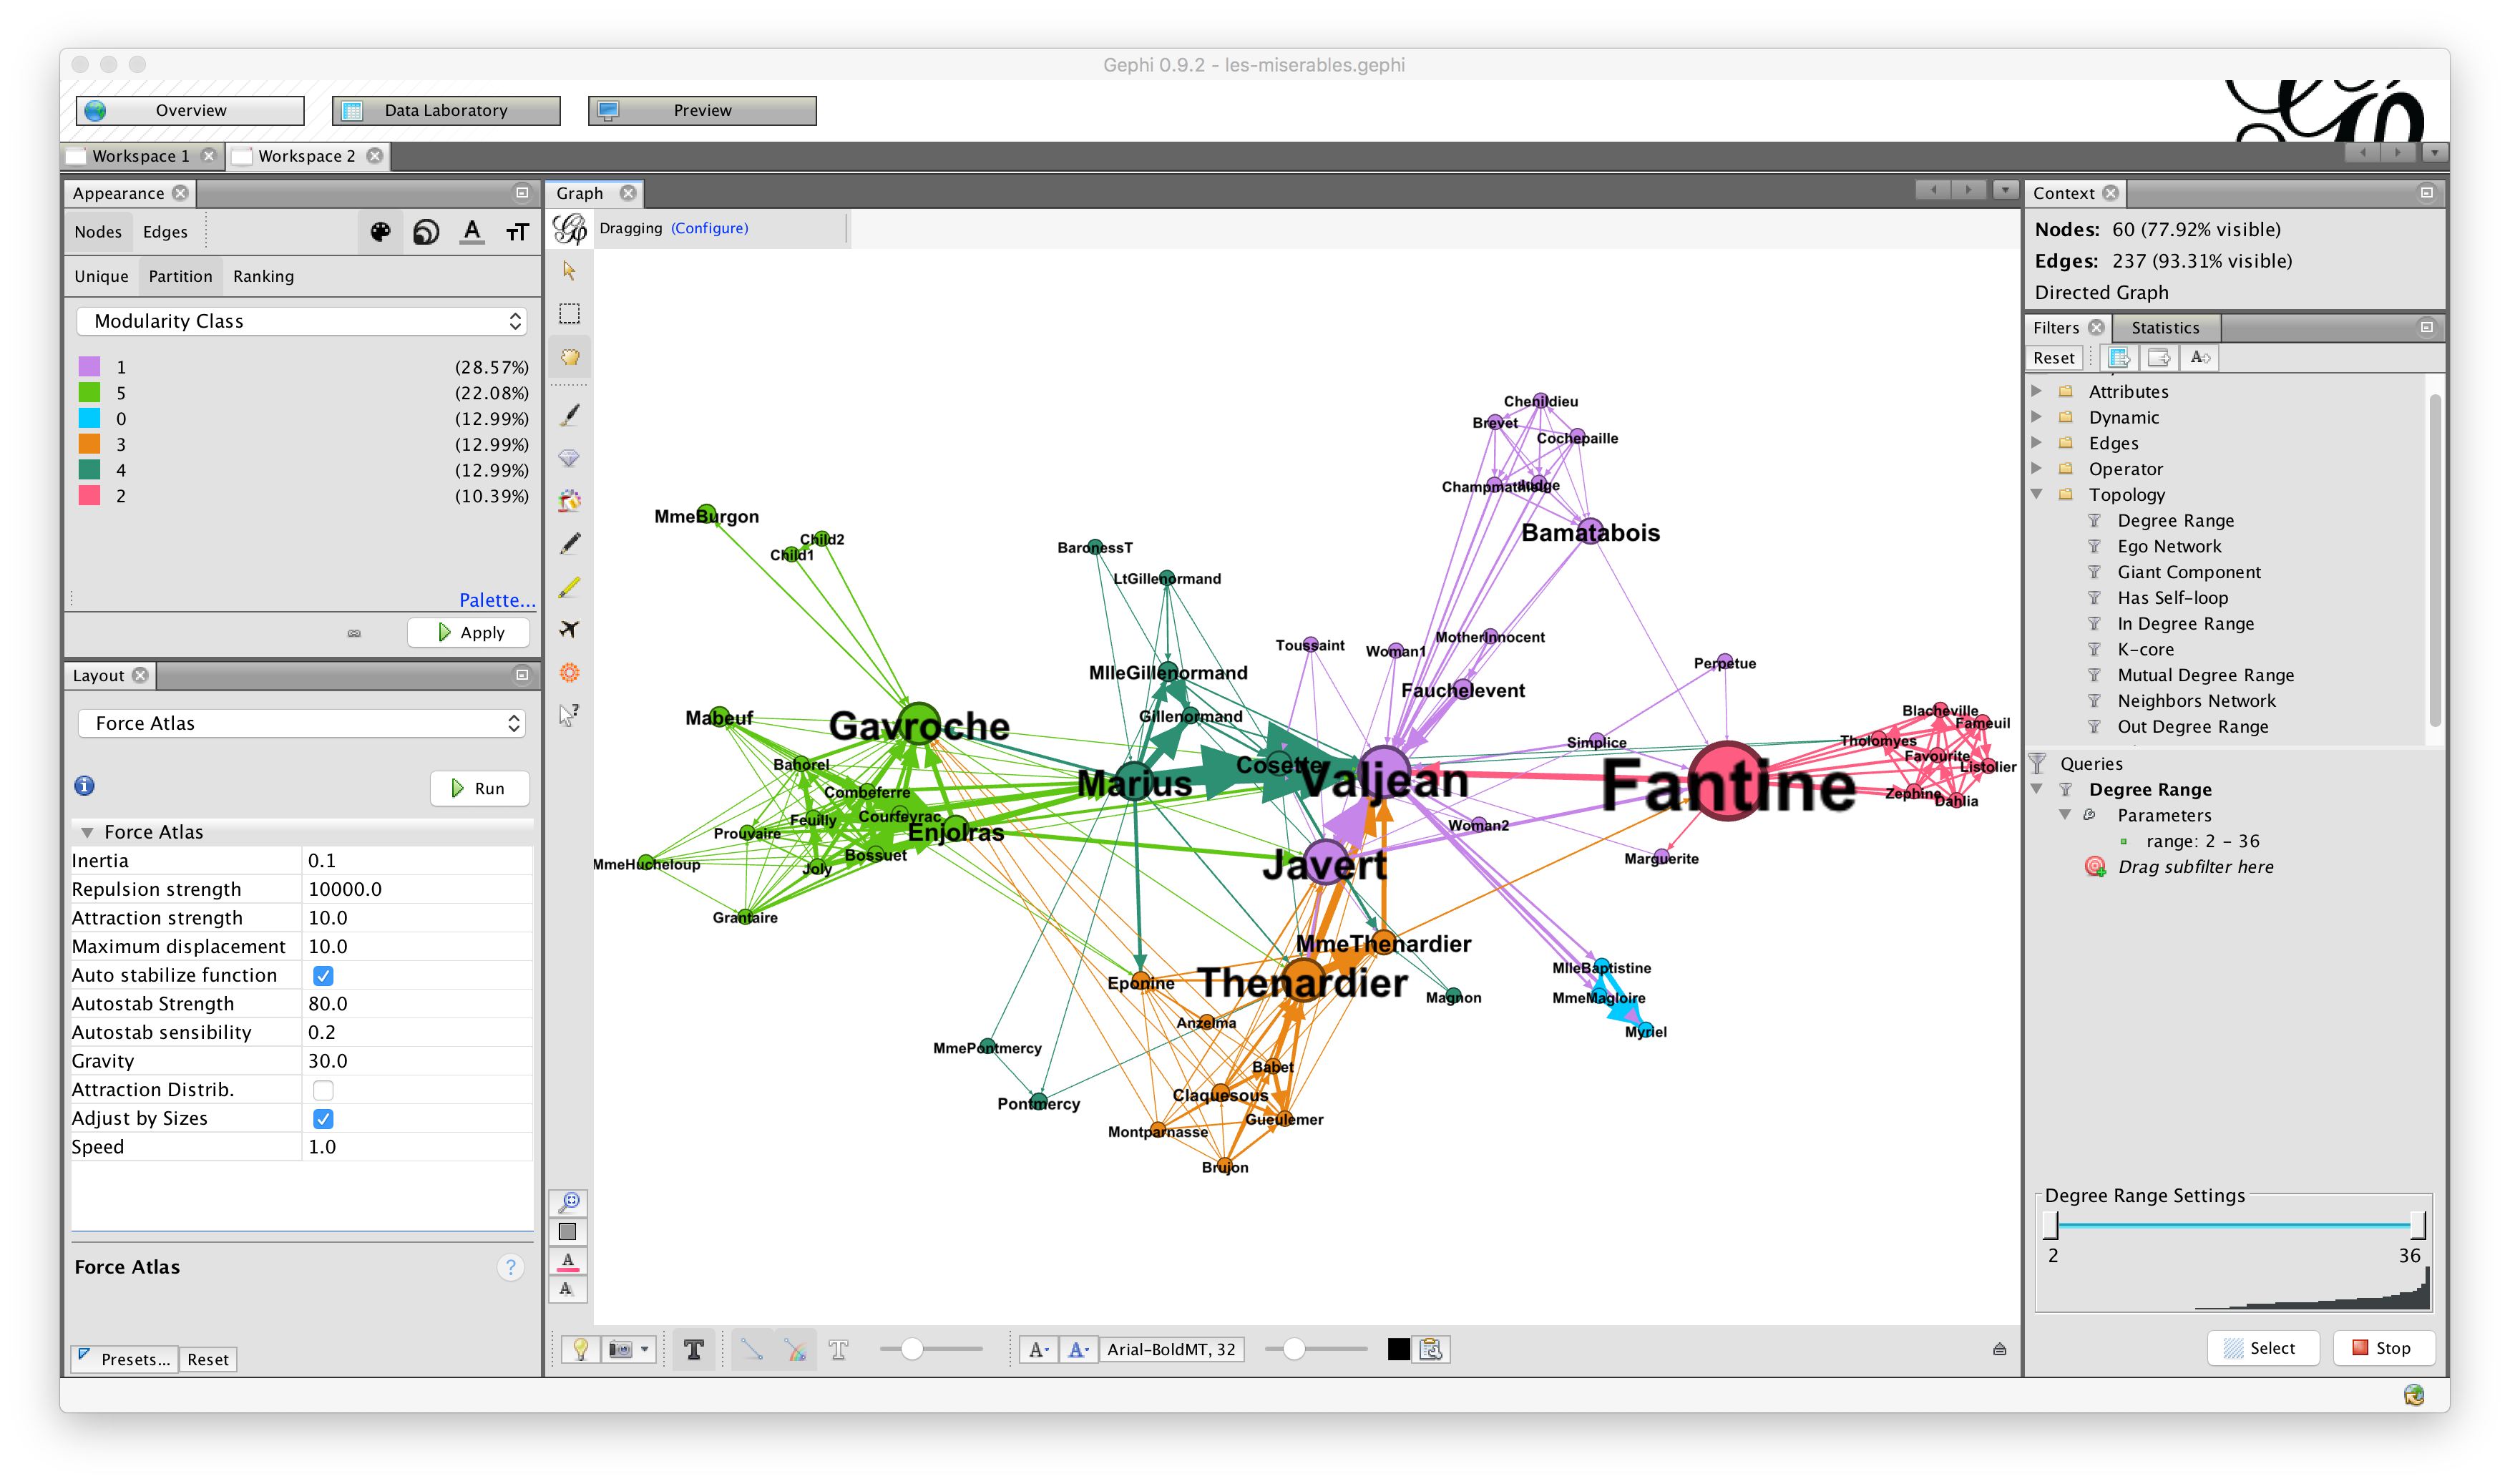 Gephi 0.9.2 - les-miserables.gephi
Overview
Data Laboratory
Preview
Workspace 1
Workspace 2
Appearance
Nodes Edges
Unique Partition Ranking
Modularity Class
1 (28.57%)
5 (22.08%)
0 (12.99%)
3 (12.99%)
4 (12.99%)
2 (10.39%)
Palette...
Apply
Layout
Force Atlas
Run
Force Atlas
Inertia 0.1
Repulsion strength 10000.0
Attraction strength 10.0
Maximum displacement 10.0
Auto stabilize function
Autostab Strength 80.0
Autostab sensibility 0.2
Gravity 30.0
Attraction Distrib.
Adjust by Sizes
Speed 1.0
Force Atlas
Presets...
Reset
Graph
Dragging (Configure)
Chenildieu
Brevet
Cochepaille
Champmathieu
Judge
Bamatabois
MmeBurgon
Child2
Child1
BaronessT
LtGillenormand
Toussaint
Woman1
MotherInnocent
Perpetue
MlleGillenormand
Fauchelevent
Gillenormand
Mabeuf
Gavroche
Blacheville
Fameuil
Tholomyes
Simplice
Favourite
Listolier
Cosette
Valjean
Bahorel
Marius
Fantine
Combeferre
Zephine
Dahlia
Feuilly
Courfeyrac
Prouvaire
Enjolras
Woman2
Bossuet
MmeHucheloup
Joly
Javert
Marguerite
Grantaire
MmeThenardier
MlleBaptistine
Eponine
Thenardier
Magnon
MmeMagloire
Anzelma
Myriel
MmePontmercy
Babet
Claquesous
Pontmercy
Gueulemer
Montparnasse
Brujon
Arial-BoldMT, 32
Context
Nodes: 60 (77.92% visible)
Edges: 237 (93.31% visible)
Directed Graph
Filters
Statistics
Reset
Attributes
Dynamic
Edges
Operator
Topology
Degree Range
Ego Network
Giant Component
Has Self-loop
In Degree Range
K-core
Mutual Degree Range
Neighbors Network
Out Degree Range
Queries
Degree Range
Parameters
range: 2 - 36
Drag subfilter here
Degree Range Settings
2 36
Select
Stop